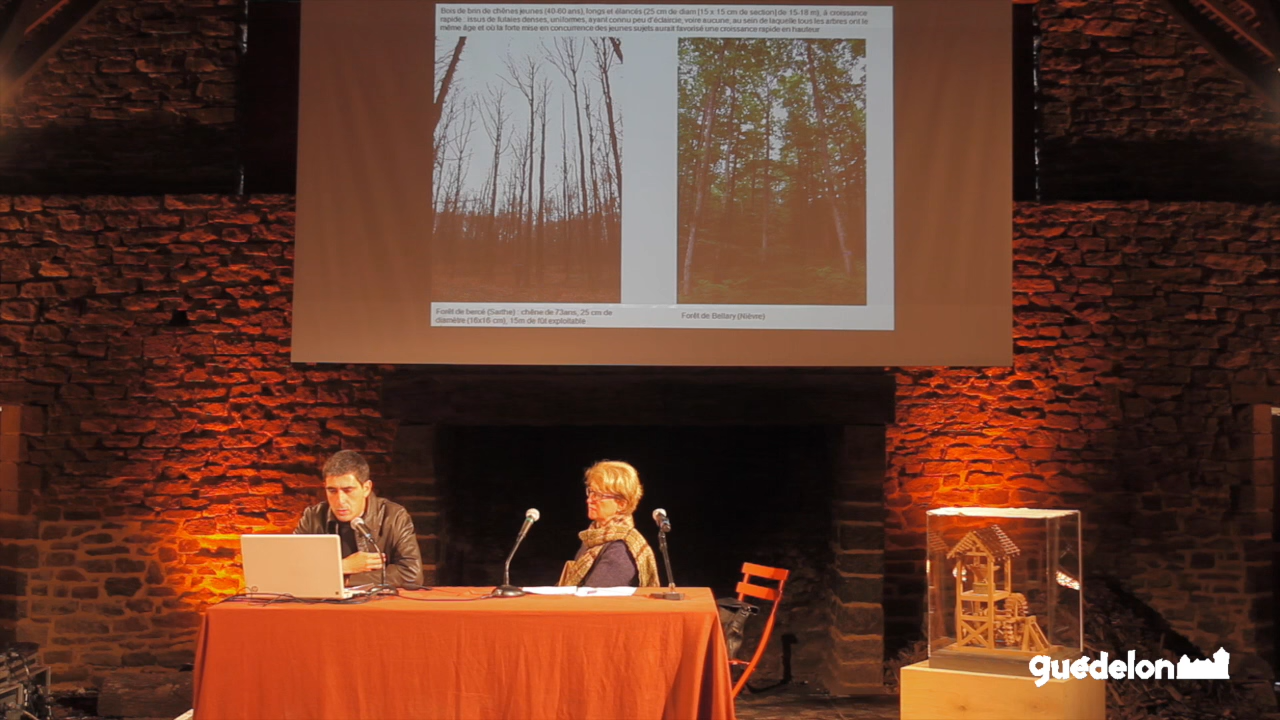 Bois de brin de chênes jeunes (40-60 ans), longs et élancés (25 cm de diam [15 x 15 cm de section] de 15-18 m), à croissance
rapide : issus de futaies denses, uniformes, ayant connu peu d'éclaircie, voire aucune, au sein de laquelle tous les arbres ont le
même âge et où la forte mise en concurrence des jeunes sujets aurait favorisé une croissance rapide en hauteur
Forêt de bercé (Sarthe) : chêne de 73ans, 25 cm de
diamètre (16x16 cm), 15m de fût exploitable
Forêt de Bellary (Nièvre)
guédelon